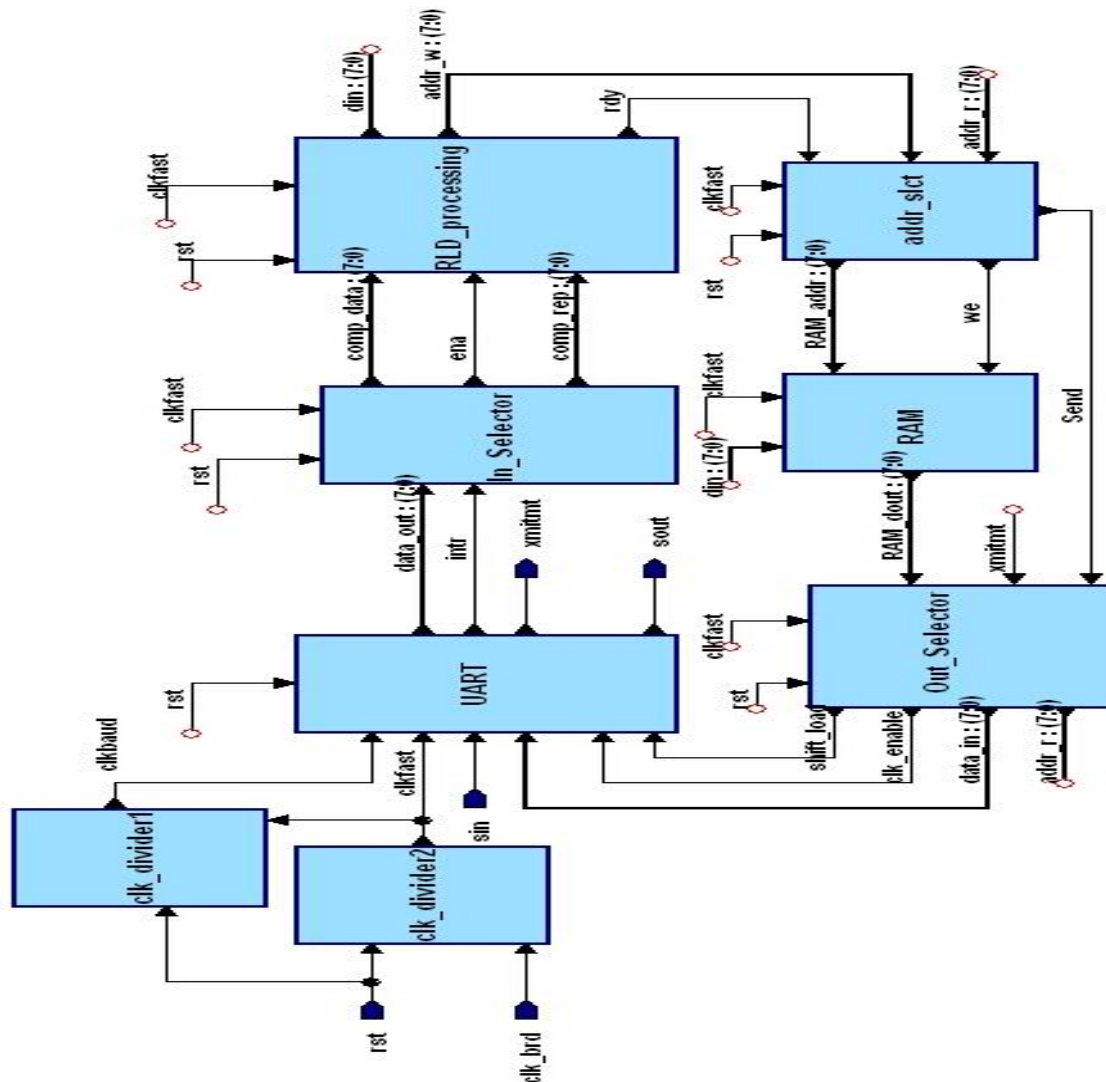 din : (7:0)
addr_w : (7:0)
rdy
clkfast
rst
RLD_processing
comp_data : (7:0)
ena
comp_rep : (7:0)
clkfast
rst
In_Selector
data_out : (7:0)
intr
xmitmt
sout
rst
UART
clkbaud
clkfast
sin
clk_divider1
clk_divider2
rst
clk_brd
addr_r : (7:0)
clkfast
rst
addr_slct
RAM_addr : (7:0)
we
Send
clkfast
din : (7:0)
RAM
RAM_dout : (7:0)
xmitmt
clkfast
rst
Out_Selector
shift_load
clk_enable
data_in : (7:0)
addr_r : (7:0)